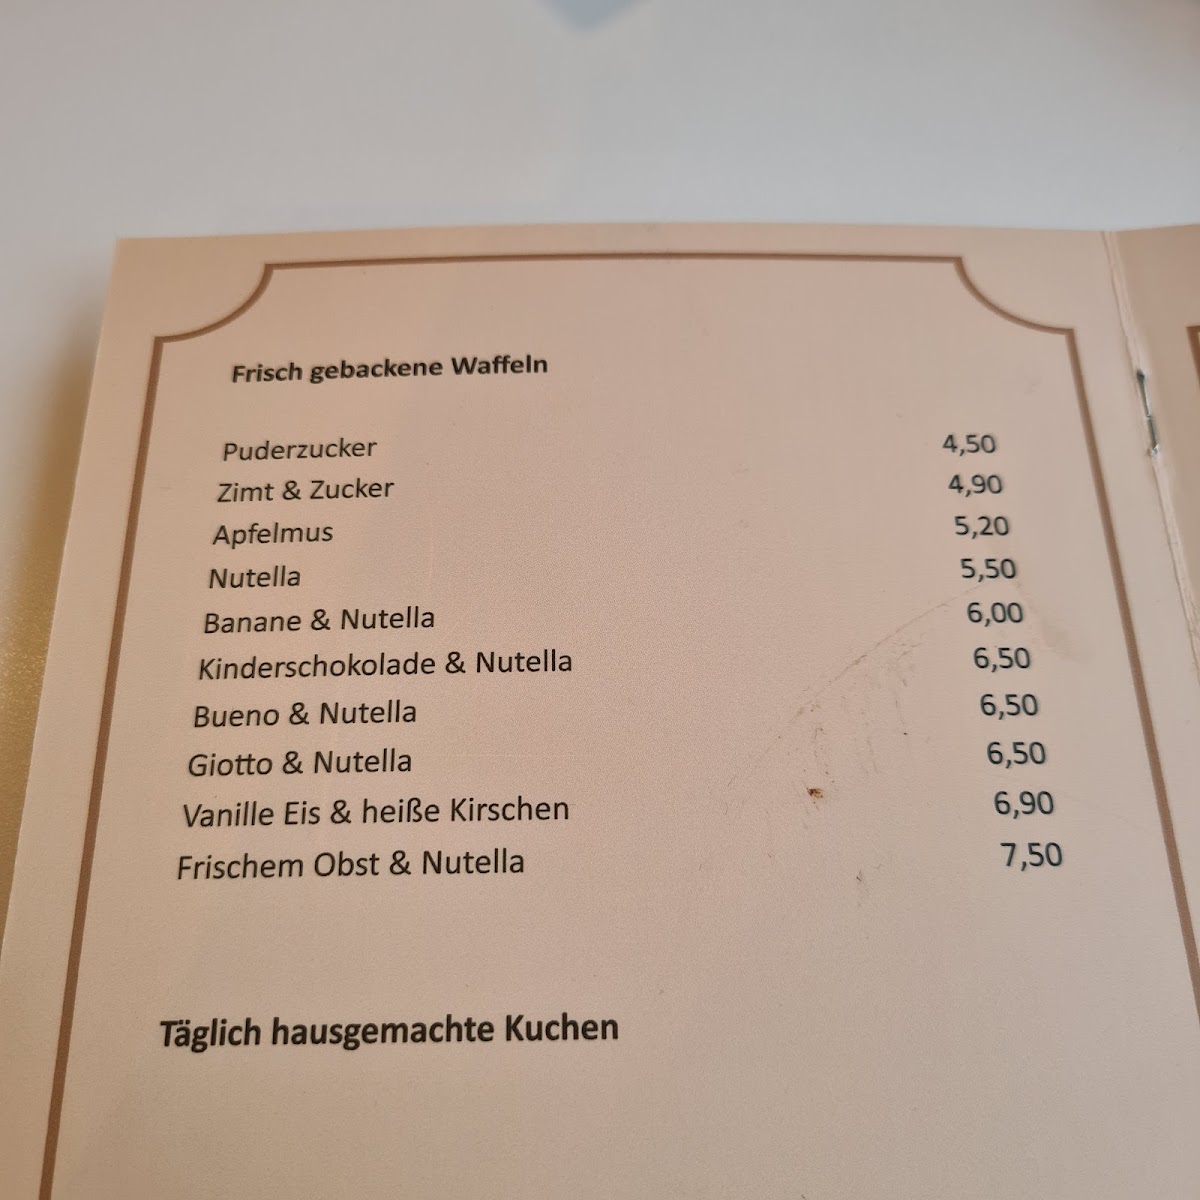 Frisch gebackene Waffeln
Puderzucker 4,50
Zimt & Zucker 4,90
Apfelmus 5,20
Nutella 5,50
Banane & Nutella 6,00
Kinderschokolade & Nutella 6,50
Bueno & Nutella 6,50
Giotto & Nutella 6,50
Vanille Eis & heiße Kirschen 6,90
Frischem Obst & Nutella 7,50
Täglich hausgemachte Kuchen